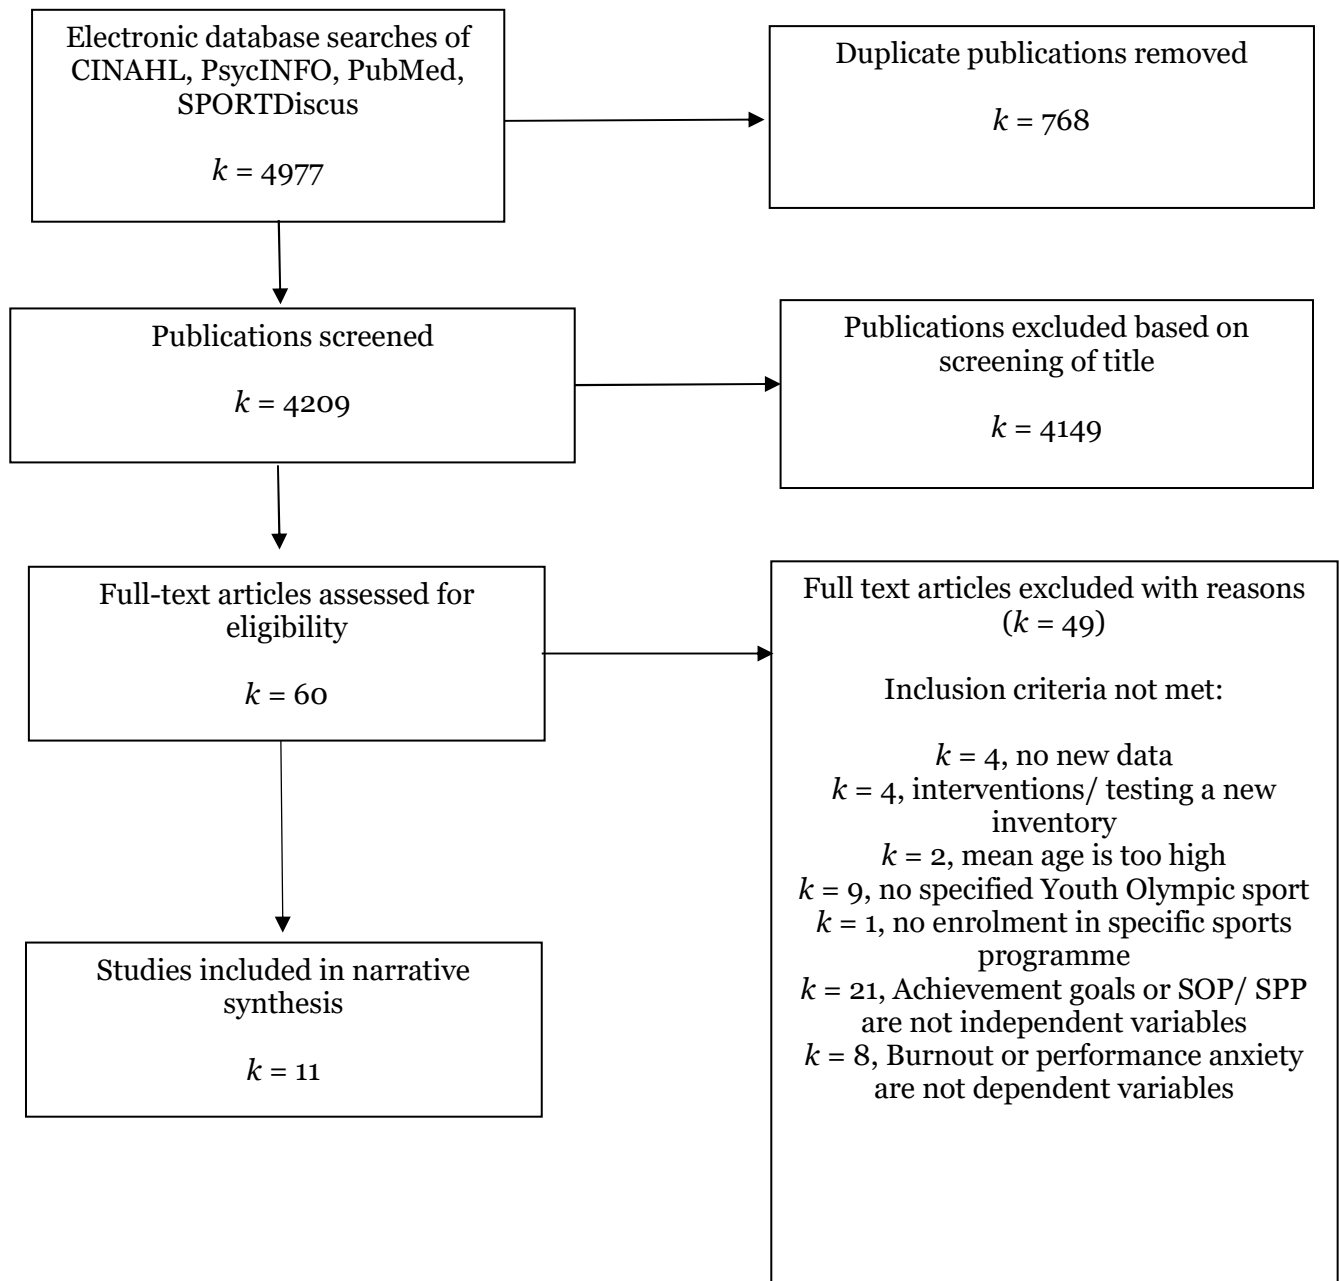 Electronic database searches of
CINAHL, PsycINFO, PubMed,
SPORTDiscus
k = 4977
Duplicate publications removed
k = 768
Publications screened
k = 4209
Publications excluded based on
screening of title
k = 4149
Full-text articles assessed for
eligibility
k = 60
Full text articles excluded with reasons
(k = 49)
Inclusion criteria not met:
k = 4, no new data
k = 4, interventions/ testing a new
inventory
k = 2, mean age is too high
k = 9, no specified Youth Olympic sport
k = 1, no enrolment in specific sports
programme
k = 21, Achievement goals or SOP/ SPP
are not independent variables
k = 8, Burnout or performance anxiety
are not dependent variables
Studies included in narrative
synthesis
k = 11